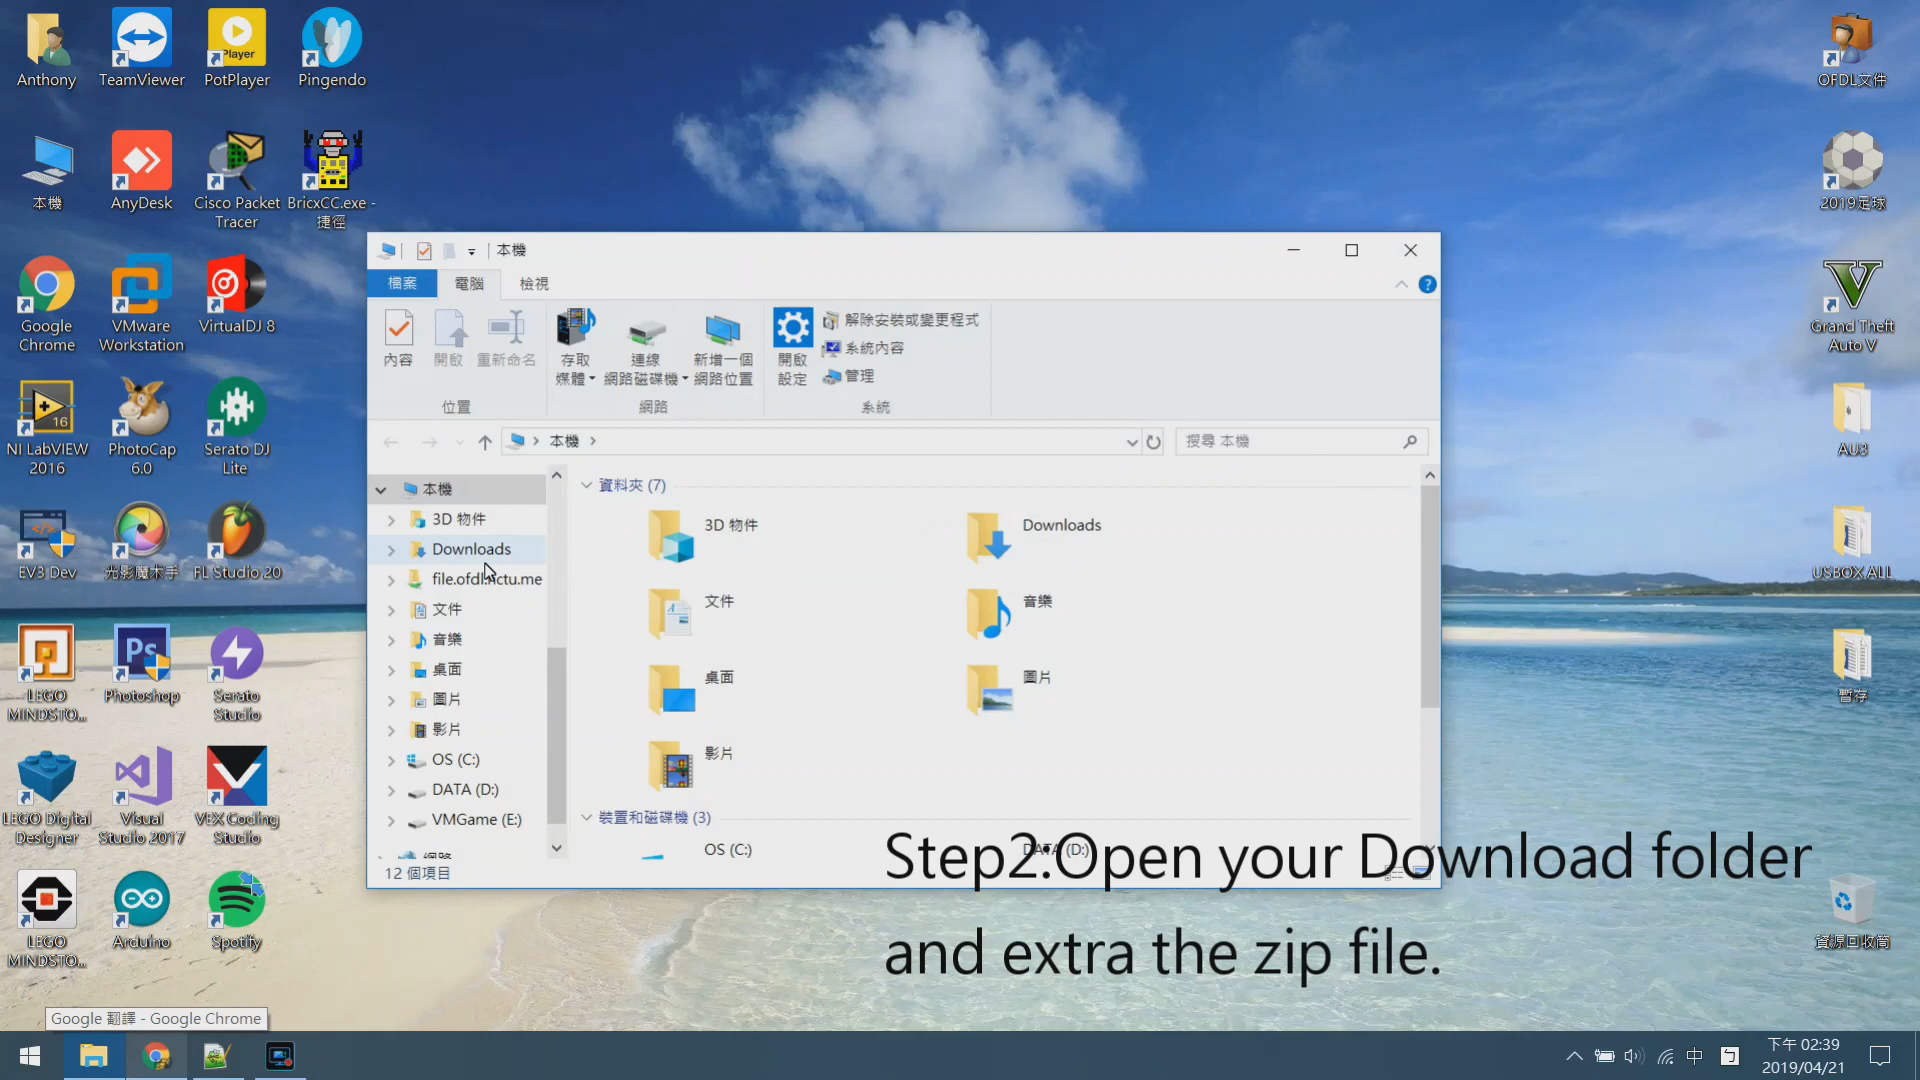 Anthony
TeamViewer
PotPlayer
Pingendo
OFDL文件
本機
AnyDesk
Cisco Packet
Tracer
BricxCC.exe -
捷徑
2019足球
Google
Chrome
VMware
Workstation
VirtualDJ 8
Grand Theft
Auto V
NI LabVIEW
2016
PhotoCap
6.0
Serato DJ
Lite
AU3
EV3 Dev
光影魔术手
FL Studio 20
USBOX ALL
LEGO
MINDSTO...
Photoshop
Serato
Studio
暫存
LEGO Digital
Designer
Visual
Studio 2017
VEX Coding
Studio
LEGO
MINDSTO...
Arduino
Spotify
資源回收筒
本機
檔案
電腦
檢視
內容
開啟
重新命名
位置
存取
媒體
連線
網路磁碟機
新增一個
網路位置
網路
開啟
設定
解除安裝或變更程式
系統內容
管理
系統
本機
搜尋 本機
本機
3D 物件
Downloads
file.ofdl.nctu.me
文件
音樂
桌面
圖片
影片
OS (C:)
DATA (D:)
VMGame (E:)
網路
資料夾 (7)
3D 物件
Downloads
文件
音樂
桌面
圖片
影片
裝置和磁碟機 (3)
OS (C:)
DATA (D:)
12 個項目
Step2.Open your Download folder
and extra the zip file.
Google 翻譯 - Google Chrome
中
ㄅ
下午 02:39
2019/04/21